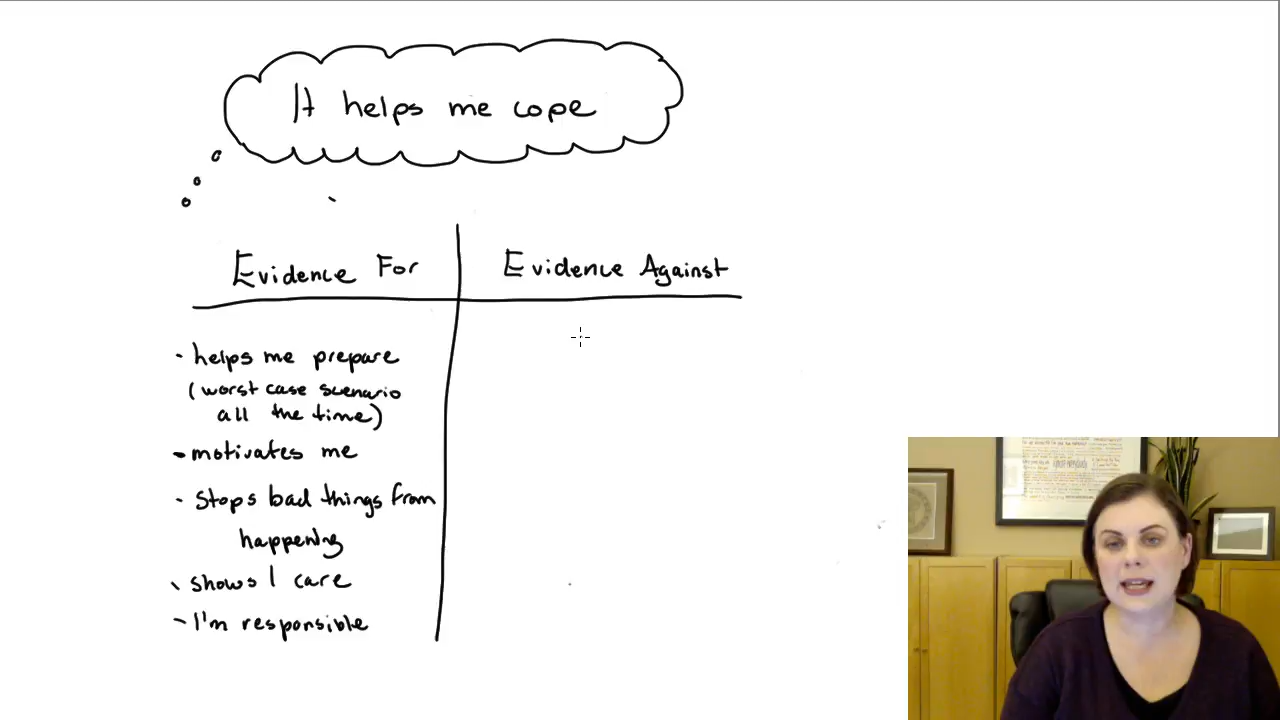 It helps me cope
Evidence For
Evidence Against
- helps me prepare
(worst case scenario
all the time)
- motivates me
- Stops bad things from
happening
- shows I care
- I'm responsible